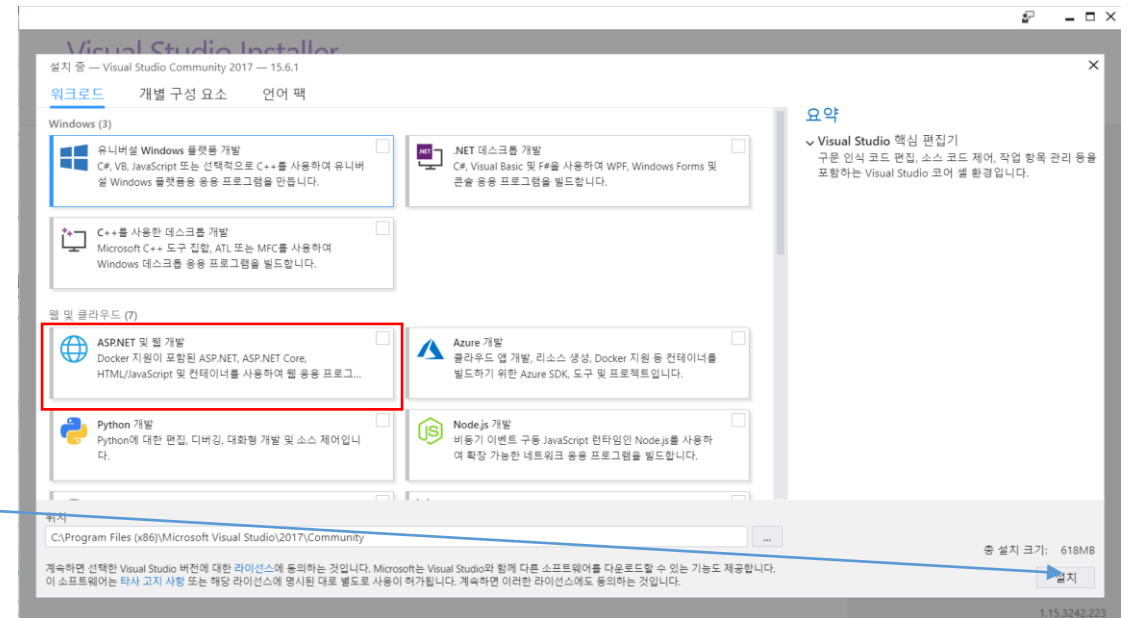 Visual Studio Installer
설치 중 — Visual Studio Community 2017 — 15.6.1
워크로드 개별 구성 요소 언어 팩
Windows (3)
유니버설 Windows 플랫폼 개발
C#, VB, JavaScript 또는 선택적으로 C++를 사용하여 유니버
설 Windows 플랫폼용 응용 프로그램을 만듭니다.
.NET
.NET 데스크톱 개발
C#, Visual Basic 및 F#을 사용하여 WPF, Windows Forms 및
콘솔 응용 프로그램을 빌드합니다.
C++를 사용한 데스크톱 개발
Microsoft C++ 도구 집합, ATL 또는 MFC를 사용하여
Windows 데스크톱 응용 프로그램을 빌드합니다.
웹 및 클라우드 (7)
ASP.NET 및 웹 개발
Docker 지원이 포함된 ASP.NET, ASP.NET Core,
HTML/JavaScript 및 컨테이너를 사용하여 웹 응용 프로그...
Azure 개발
클라우드 앱 개발, 리소스 생성, Docker 지원 등 컨테이너를
빌드하기 위한 Azure SDK, 도구 및 프로젝트입니다.
Python 개발
Python에 대한 편집, 디버깅, 대화형 개발 및 소스 제어입니
다.
JS
Node.js 개발
비동기 이벤트 구동 JavaScript 런타임인 Node.js를 사용하
여 확장 가능한 네트워크 응용 프로그램을 빌드합니다.
요약
Visual Studio 핵심 편집기
구문 인식 코드 편집, 소스 코드 제어, 작업 항목 관리 등을
포함하는 Visual Studio 코어 셸 환경입니다.
위치
C:\Program Files (x86)\Microsoft Visual Studio\2017\Community
...
총 설치 크기: 618MB
계속하면 선택한 Visual Studio 버전에 대한 라이선스에 동의하는 것입니다. Microsoft는 Visual Studio와 함께 다른 소프트웨어를 다운로드할 수 있는 기능도 제공합니다.
이 소프트웨어는 타사 고지 사항 또는 해당 라이선스에 명시된 대로 별도로 사용이 허가됩니다. 계속하면 이러한 라이선스에도 동의하는 것입니다.
설치
1.15.3242.223